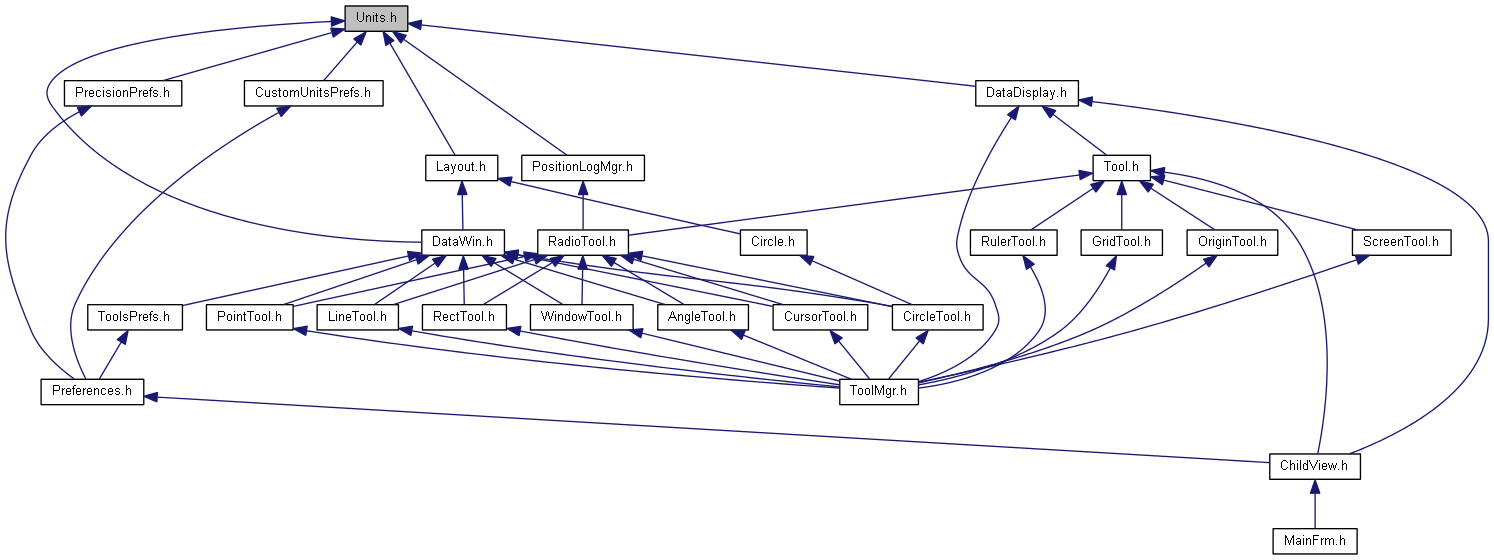 Units.h
PrecisionPrefs.h
CustomUnitsPrefs.h
DataDisplay.h
Layout.h
PositionLogMgr.h
Tool.h
DataWin.h
RadioTool.h
Circle.h
RulerTool.h
GridTool.h
OriginTool.h
ScreenTool.h
ToolsPrefs.h
PointTool.h
LineTool.h
RectTool.h
WindowTool.h
AngleTool.h
CursorTool.h
CircleTool.h
Preferences.h
ToolMgr.h
ChildView.h
MainFrm.h